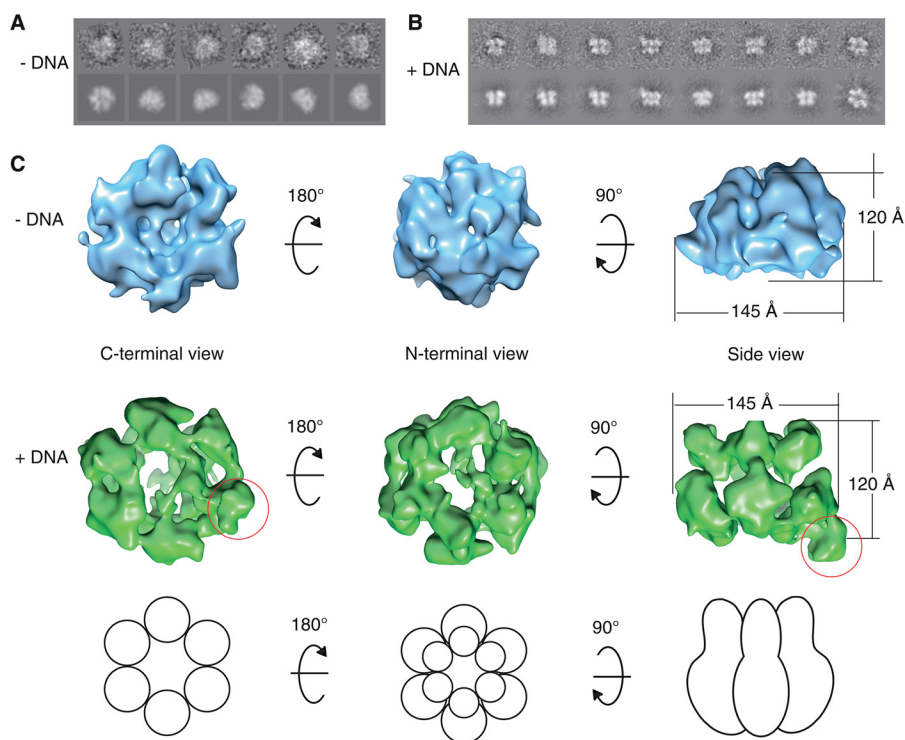 A
B
- DNA
+ DNA
C
- DNA
180°
90°
120 Å
145 Å
C-terminal view
N-terminal view
Side view
+ DNA
180°
90°
145 Å
120 Å
180°
90°